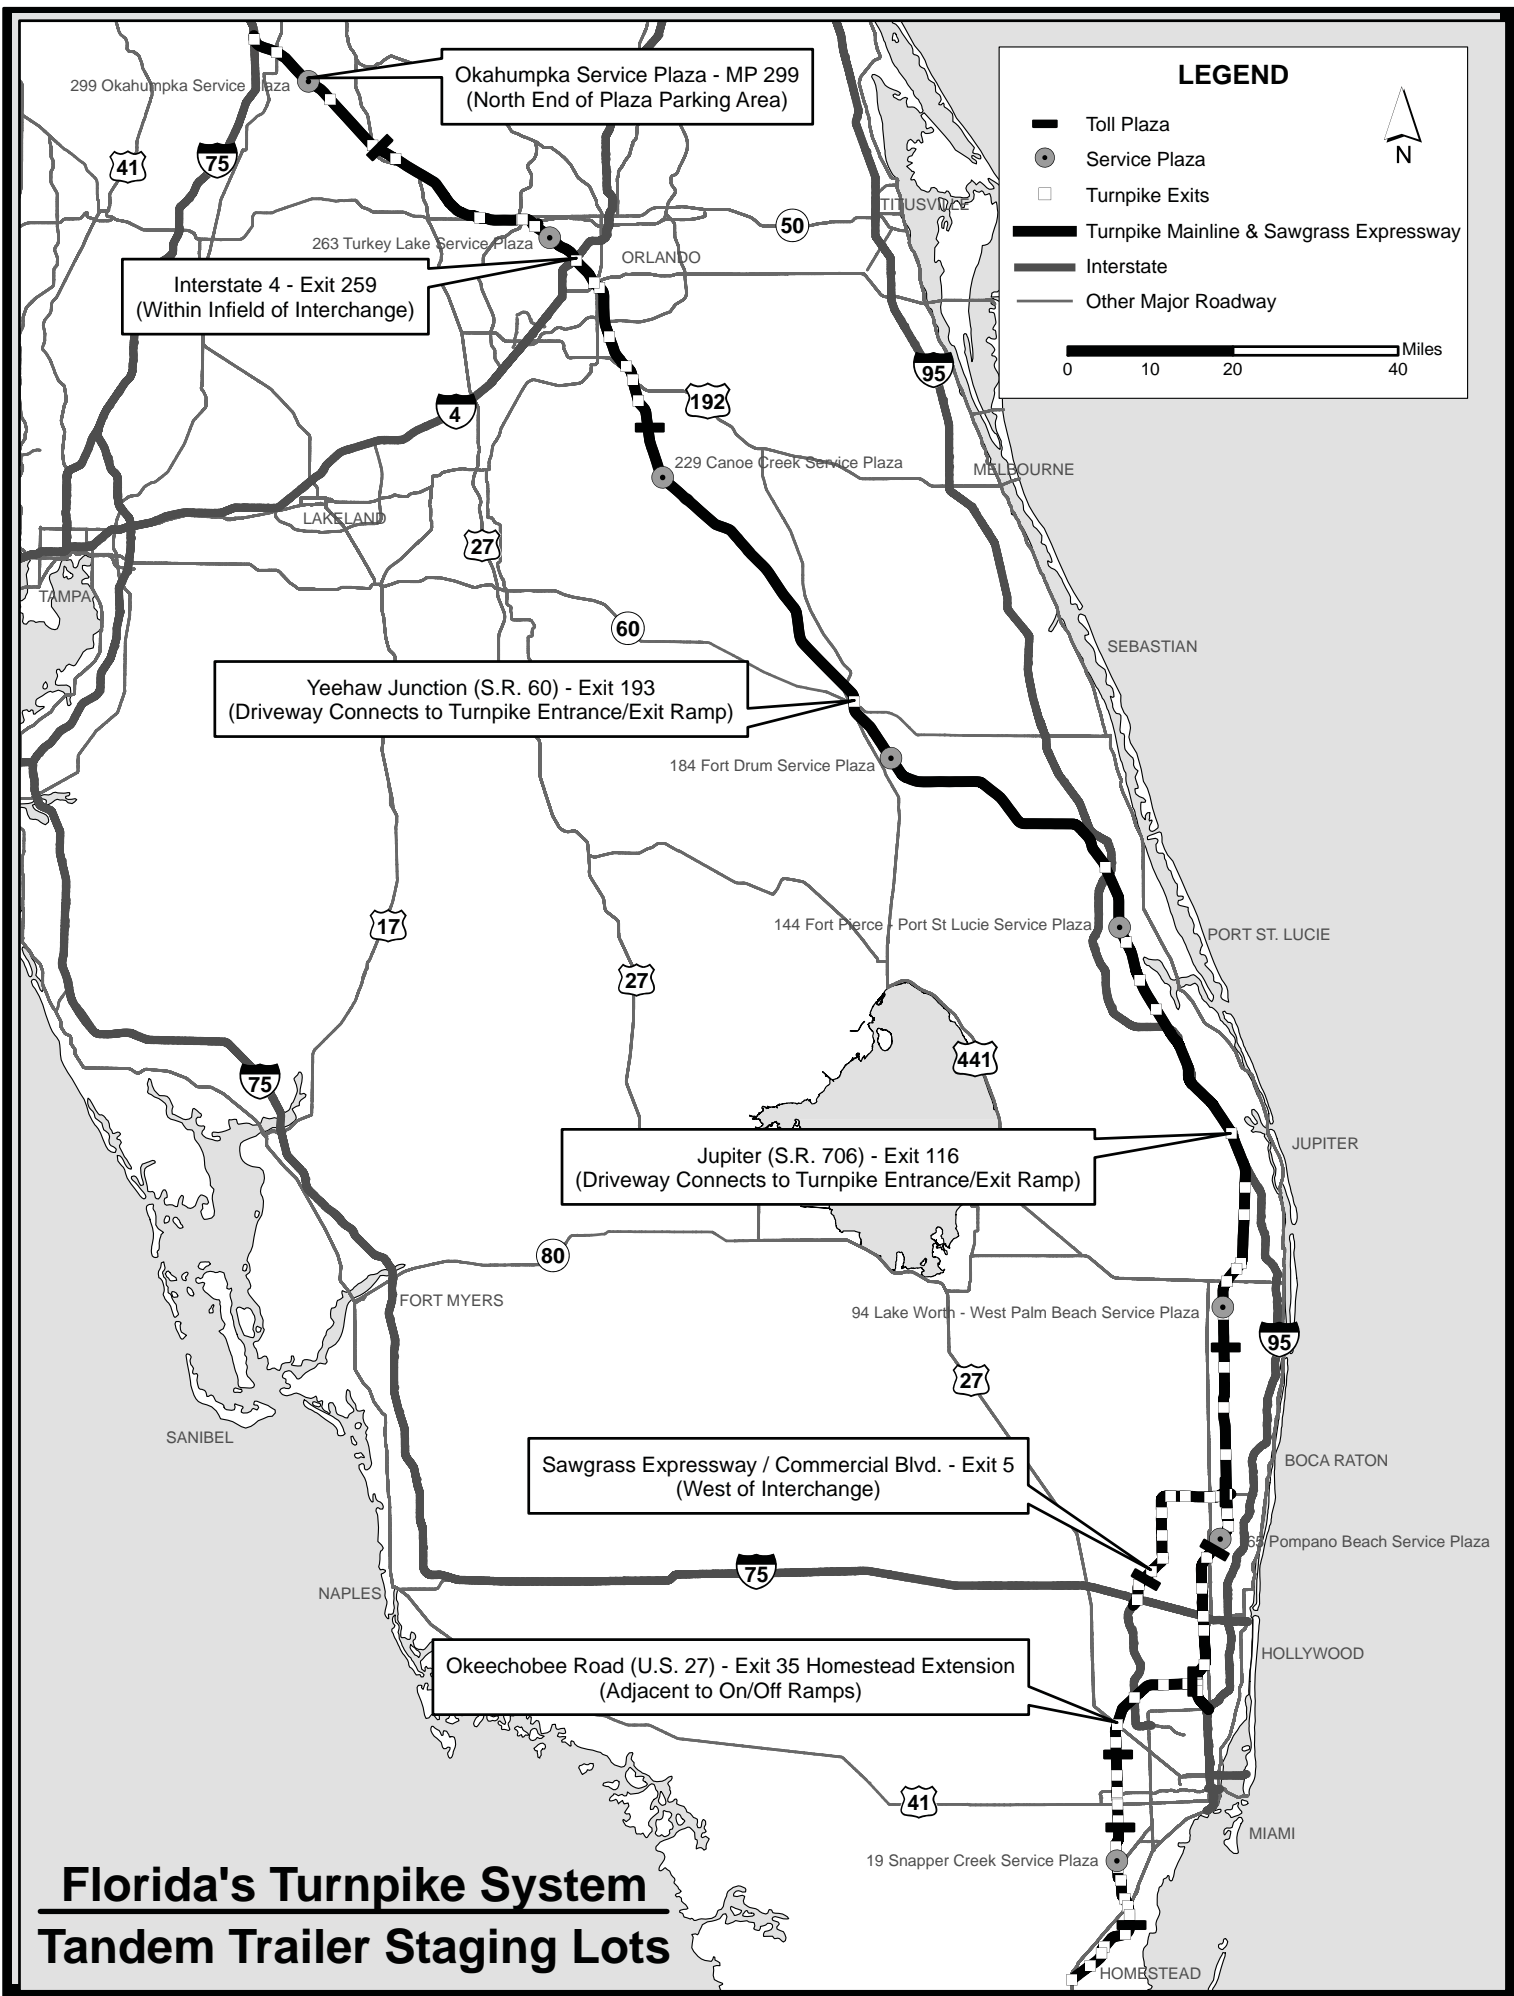 299 Okahumpka Service Plaza
Okahumpka Service Plaza - MP 299
(North End of Plaza Parking Area)
LEGEND
Toll Plaza
Service Plaza
Turnpike Exits
Turnpike Mainline & Sawgrass Expressway
Interstate
Other Major Roadway
N
Miles
0 10 20 40
41
75
TITUSVILLE
50
263 Turkey Lake Service Plaza
ORLANDO
Interstate 4 - Exit 259
(Within Infield of Interchange)
95
192
4
229 Canoe Creek Service Plaza
MELBOURNE
LAKELAND
27
TAMPA
60
SEBASTIAN
Yeehaw Junction (S.R. 60) - Exit 193
(Driveway Connects to Turnpike Entrance/Exit Ramp)
184 Fort Drum Service Plaza
17
144 Fort Pierce - Port St Lucie Service Plaza
PORT ST. LUCIE
27
441
75
Jupiter (S.R. 706) - Exit 116
(Driveway Connects to Turnpike Entrance/Exit Ramp)
JUPITER
80
FORT MYERS
94 Lake Worth - West Palm Beach Service Plaza
95
27
SANIBEL
Sawgrass Expressway / Commercial Blvd. - Exit 5
(West of Interchange)
BOCA RATON
65 Pompano Beach Service Plaza
75
NAPLES
Okeechobee Road (U.S. 27) - Exit 35 Homestead Extension
(Adjacent to On/Off Ramps)
HOLLYWOOD
41
MIAMI
19 Snapper Creek Service Plaza
HOMESTEAD
Florida's Turnpike System
Tandem Trailer Staging Lots